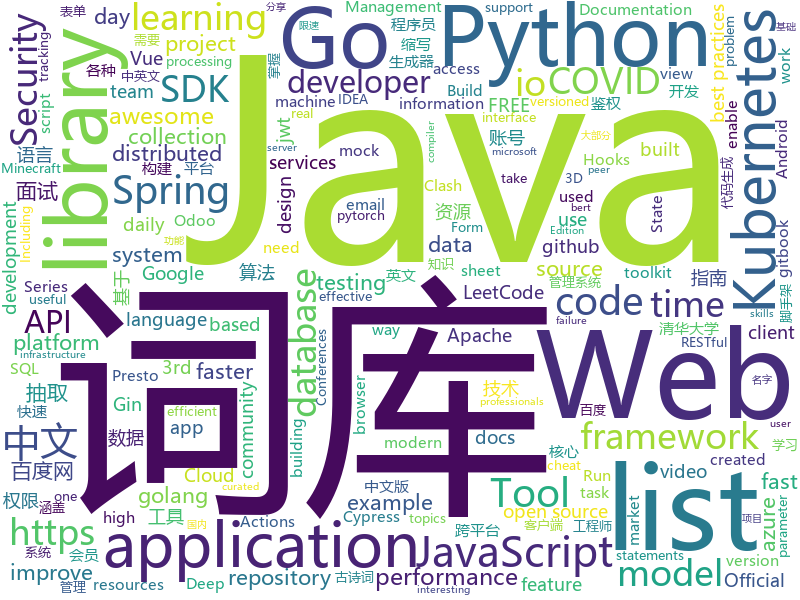 Java
词库
Python
Go
Web
list
library
application
Kubernetes
JavaScript
Security
SDK
COVID
Spring
API
Tool
code
time
model
framework
database
中文
https
learning
developer
io
performance
分享
表单
day
Management
support
Documentation
限速
需要
掌握
程序员
缩写
生成器
access
view
best practices
problem
基础
tracking
各种
Vue
project
processing
中英文
team
script
awesome
machine
IDEA
Build
information
FREE
versioned
鉴权
开发
work
real
interface
账号
jwt
collection
语言
distributed
services
mock
built
enable
Android
代码生成
compiler
大部分
server
microsoft
Minecraft
构建
平台
面试
design
pytorch
email
Clash
take
peer
bert
Hooks
3D
used
State
daily
Odoo
资源
Form
Edition
github
use
development
Including
功能
system
need
data
知识
source
toolkit
管理系统
gitbook
脚手架
基于
Google
算法
testing
英文
sheet
Series
useful
LeetCode
指南
skills
language
based
effective
way
client
清华大学
RESTful
failure
platform
infrastructure
3rd
faster
Apache
SQL
Presto
Conferences
browser
community
building
名字
抽取
快速
Gin
efficient
app
modern
docs
professionals
技术
百度
user
数据
Cloud
created
学习
百度网
golang
example
中文版
cheat
open source
Run
task
video
fast
azure
parameter
权限
涵盖
one
工具
high
Actions
Cypress
topics
跨平台
客户端
工程师
market
项目
improve
系统
会员
管理
resources
Deep
curated
国内
repository
古诗词
feature
interesting
statements
version
Official